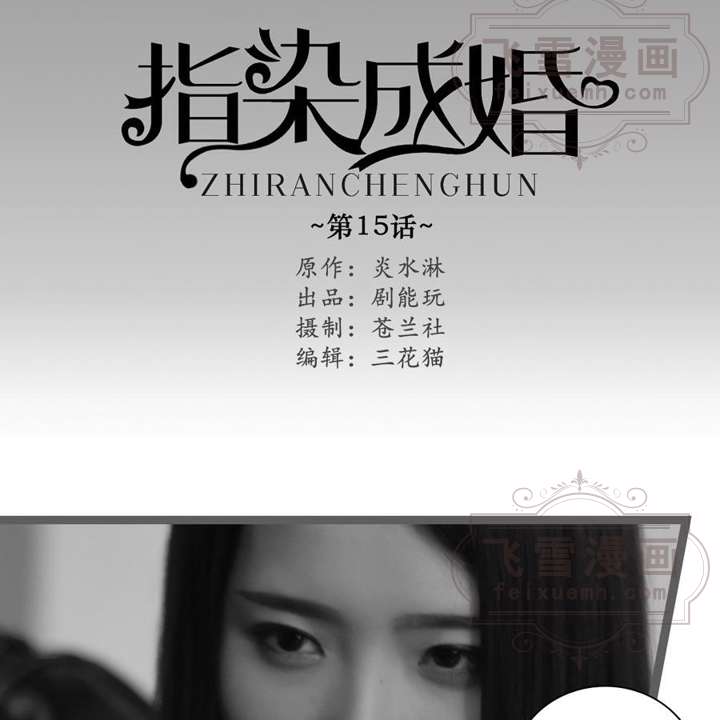 飞雪漫画
feixuemh.com
指染成婚
ZHIRANCHENGHUN
~第15话~
原作：炎水淋
出品：剧能玩
摄制：苍兰社
编辑：三花猫
飞雪漫画
feixuemh.com